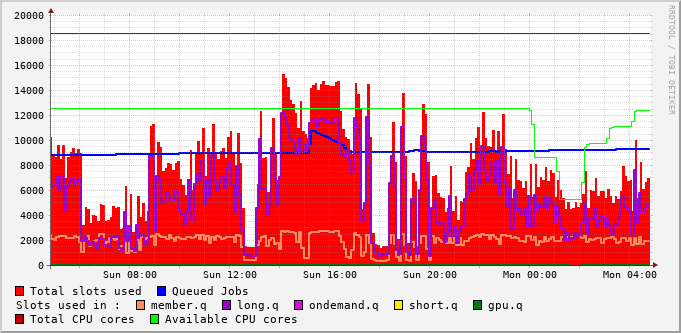 20000
18000
16000
14000
12000
10000
8000
6000
4000
2000
0
RRDTOOL / TOBI OETIKER
Sun 08:00 Sun 12:00 Sun 16:00 Sun 20:00 Mon 00:00 Mon 04:00
Total slots used Queued Jobs
Slots used in : member.q long.q ondemand.q short.q gpu.q
Total CPU cores Available CPU cores